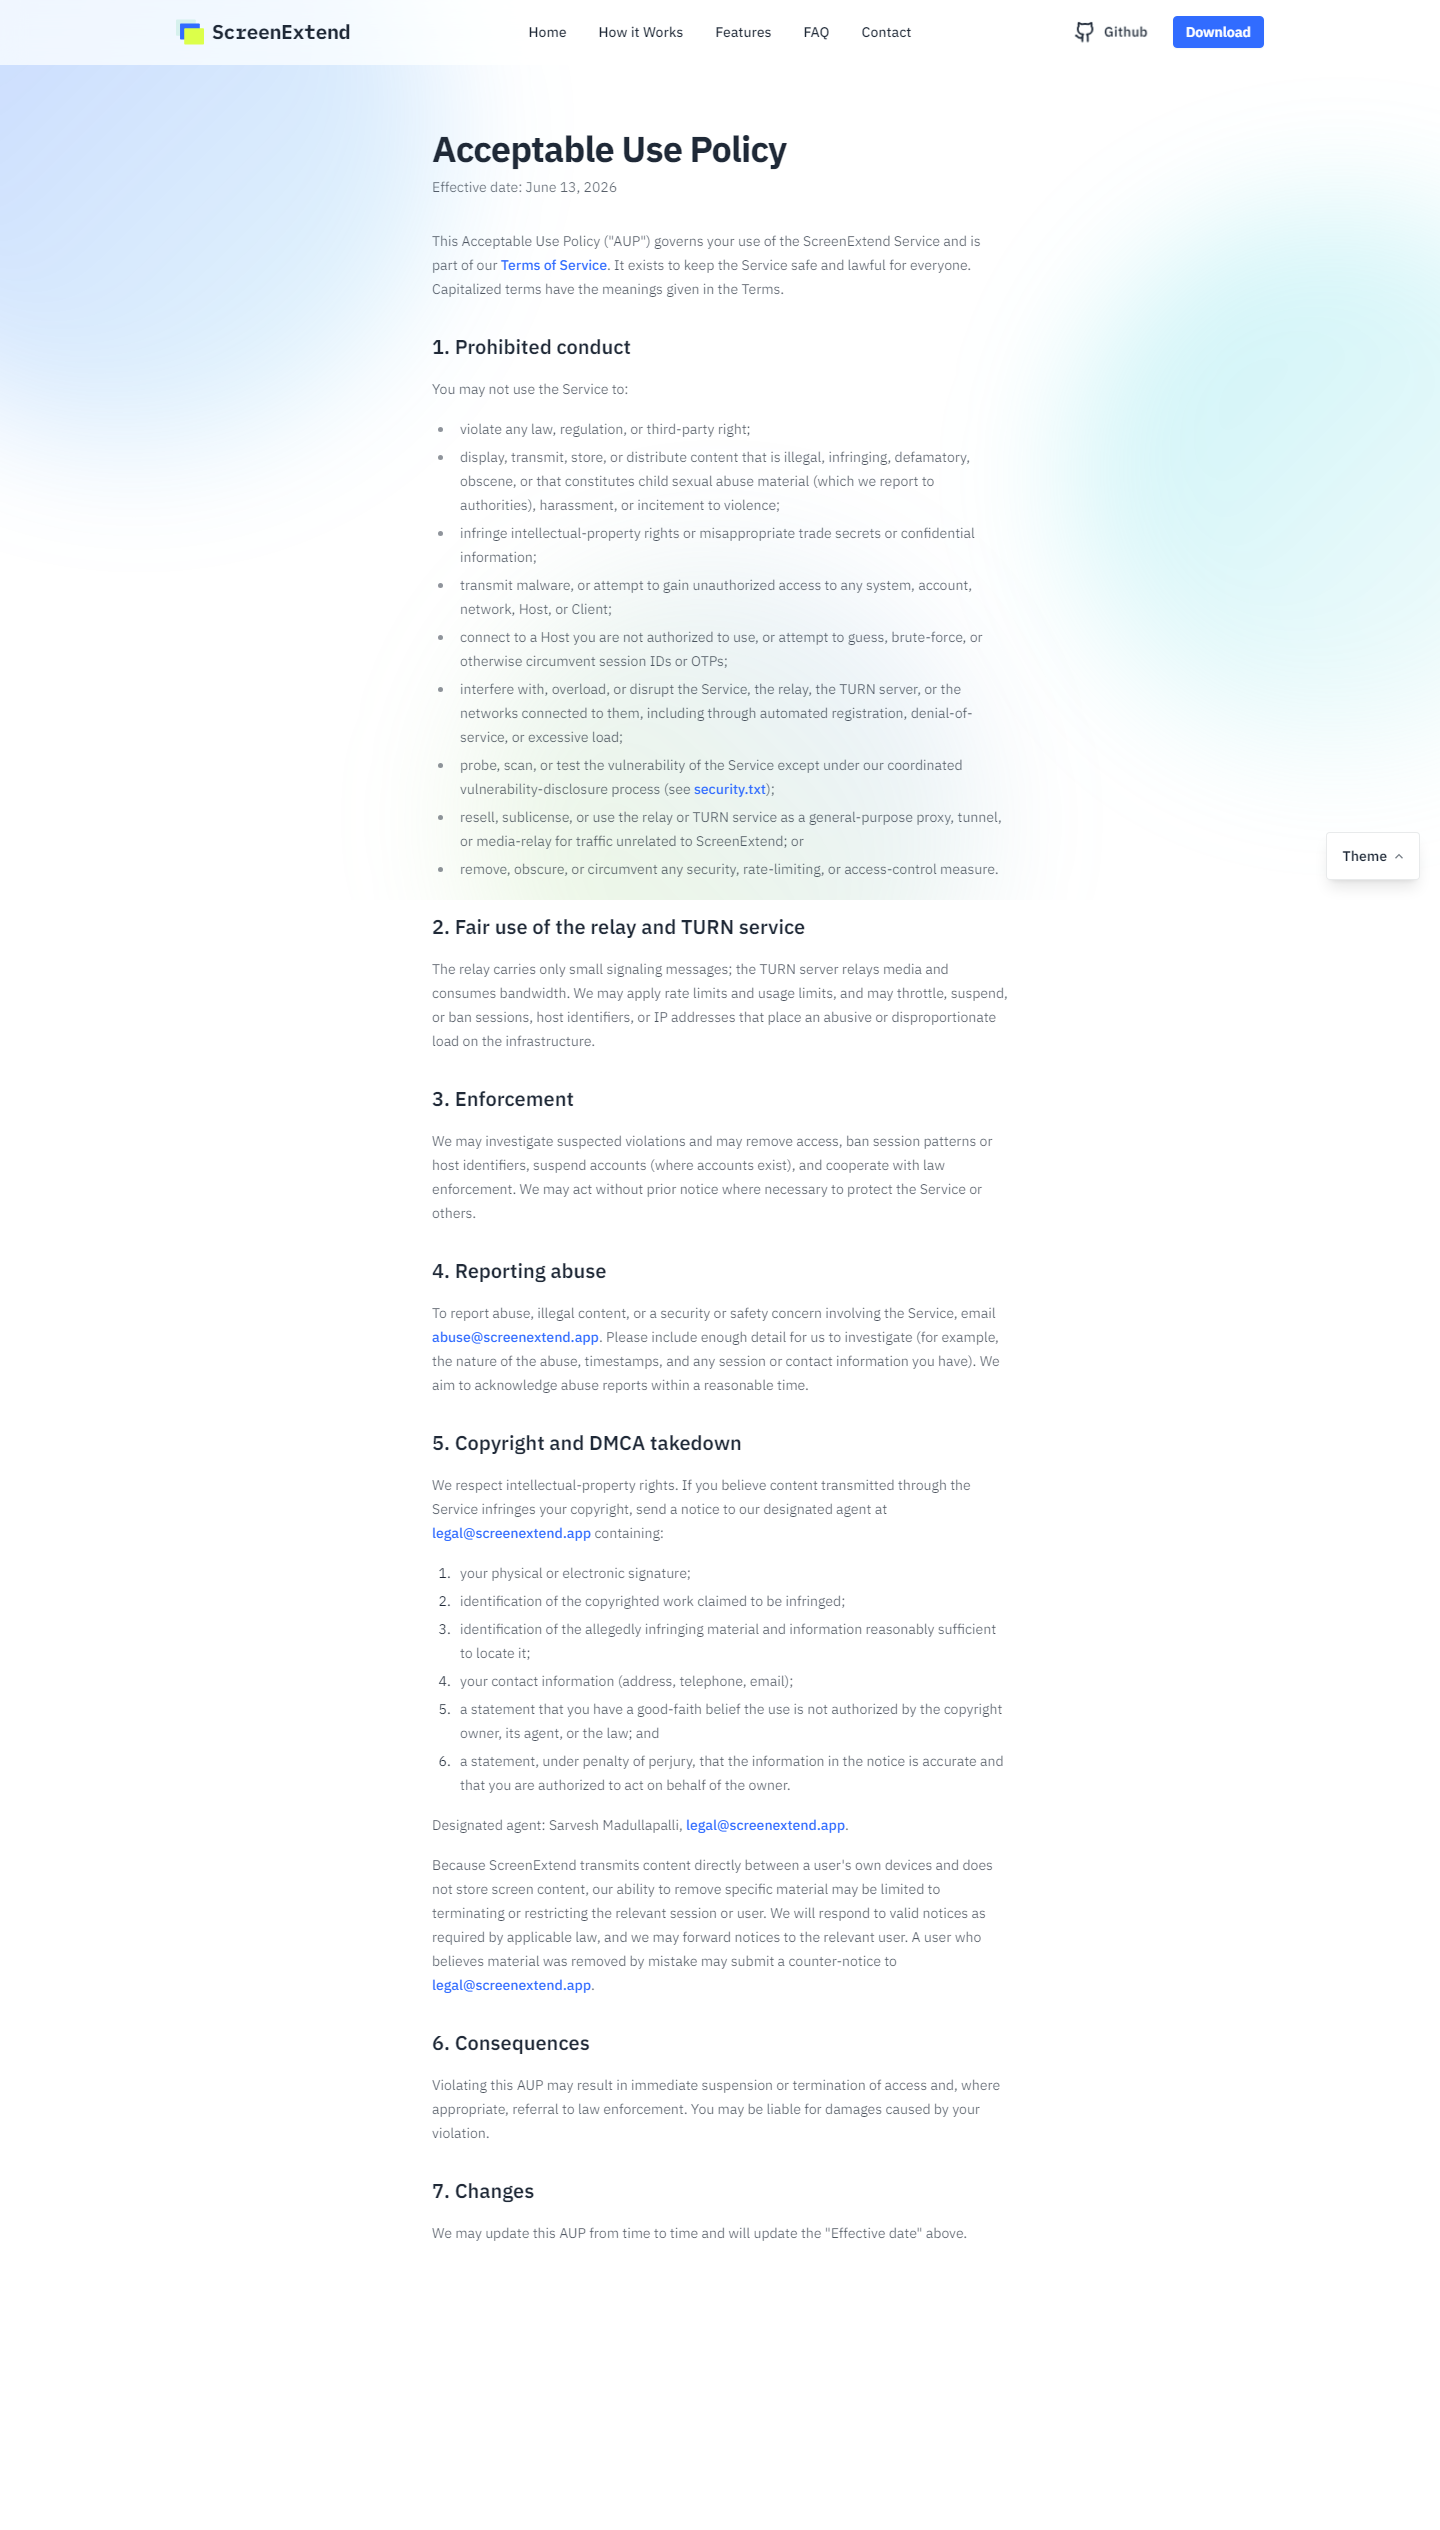 ScreenExtend
Home
How it Works
Features
FAQ
Contact
Github
Download
Acceptable Use Policy
Effective date: June 13, 2026
This Acceptable Use Policy ("AUP") governs your use of the ScreenExtend Service and is
part of our Terms of Service. It exists to keep the Service safe and lawful for everyone.
Capitalized terms have the meanings given in the Terms.
1. Prohibited conduct
You may not use the Service to:
• violate any law, regulation, or third-party right;
• display, transmit, store, or distribute content that is illegal, infringing, defamatory,
obscene, or that constitutes child sexual abuse material (which we report to
authorities), harassment, or incitement to violence;
• infringe intellectual-property rights or misappropriate trade secrets or confidential
information;
• transmit malware, or attempt to gain unauthorized access to any system, account,
network, Host, or Client;
• connect to a Host you are not authorized to use, or attempt to guess, brute-force, or
otherwise circumvent session IDs or OTPs;
• interfere with, overload, or disrupt the Service, the relay, the TURN server, or the
networks connected to them, including through automated registration, denial-of-
service, or excessive load;
• probe, scan, or test the vulnerability of the Service except under our coordinated
vulnerability-disclosure process (see security.txt);
• resell, sublicense, or use the relay or TURN service as a general-purpose proxy, tunnel,
or media-relay for traffic unrelated to ScreenExtend; or
• remove, obscure, or circumvent any security, rate-limiting, or access-control measure.
Theme
2. Fair use of the relay and TURN service
The relay carries only small signaling messages; the TURN server relays media and
consumes bandwidth. We may apply rate limits and usage limits, and may throttle, suspend,
or ban sessions, host identifiers, or IP addresses that place an abusive or disproportionate
load on the infrastructure.
3. Enforcement
We may investigate suspected violations and may remove access, ban session patterns or
host identifiers, suspend accounts (where accounts exist), and cooperate with law
enforcement. We may act without prior notice where necessary to protect the Service or
others.
4. Reporting abuse
To report abuse, illegal content, or a security or safety concern involving the Service, email
abuse@screenextend.app. Please include enough detail for us to investigate (for example,
the nature of the abuse, timestamps, and any session or contact information you have). We
aim to acknowledge abuse reports within a reasonable time.
5. Copyright and DMCA takedown
We respect intellectual-property rights. If you believe content transmitted through the
Service infringes your copyright, send a notice to our designated agent at
legal@screenextend.app containing:
1. your physical or electronic signature;
2. identification of the copyrighted work claimed to be infringed;
3. identification of the allegedly infringing material and information reasonably sufficient
to locate it;
4. your contact information (address, telephone, email);
5. a statement that you have a good-faith belief the use is not authorized by the copyright
owner, its agent, or the law; and
6. a statement, under penalty of perjury, that the information in the notice is accurate and
that you are authorized to act on behalf of the owner.
Designated agent: Sarvesh Madullapalli, legal@screenextend.app.
Because ScreenExtend transmits content directly between a user's own devices and does
not store screen content, our ability to remove specific material may be limited to
terminating or restricting the relevant session or user. We will respond to valid notices as
required by applicable law, and we may forward notices to the relevant user. A user who
believes material was removed by mistake may submit a counter-notice to
legal@screenextend.app.
6. Consequences
Violating this AUP may result in immediate suspension or termination of access and, where
appropriate, referral to law enforcement. You may be liable for damages caused by your
violation.
7. Changes
We may update this AUP from time to time and will update the "Effective date" above.